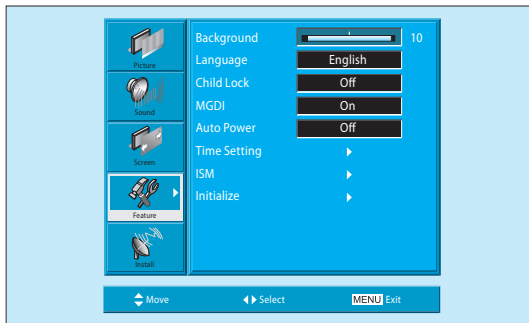 Picture
Sound
Screen
Feature
Install
Background 10
Language English
Child Lock Off
MGDI On
Auto Power Off
Time Setting
ISM
Initialize
Move Select MENU Exit